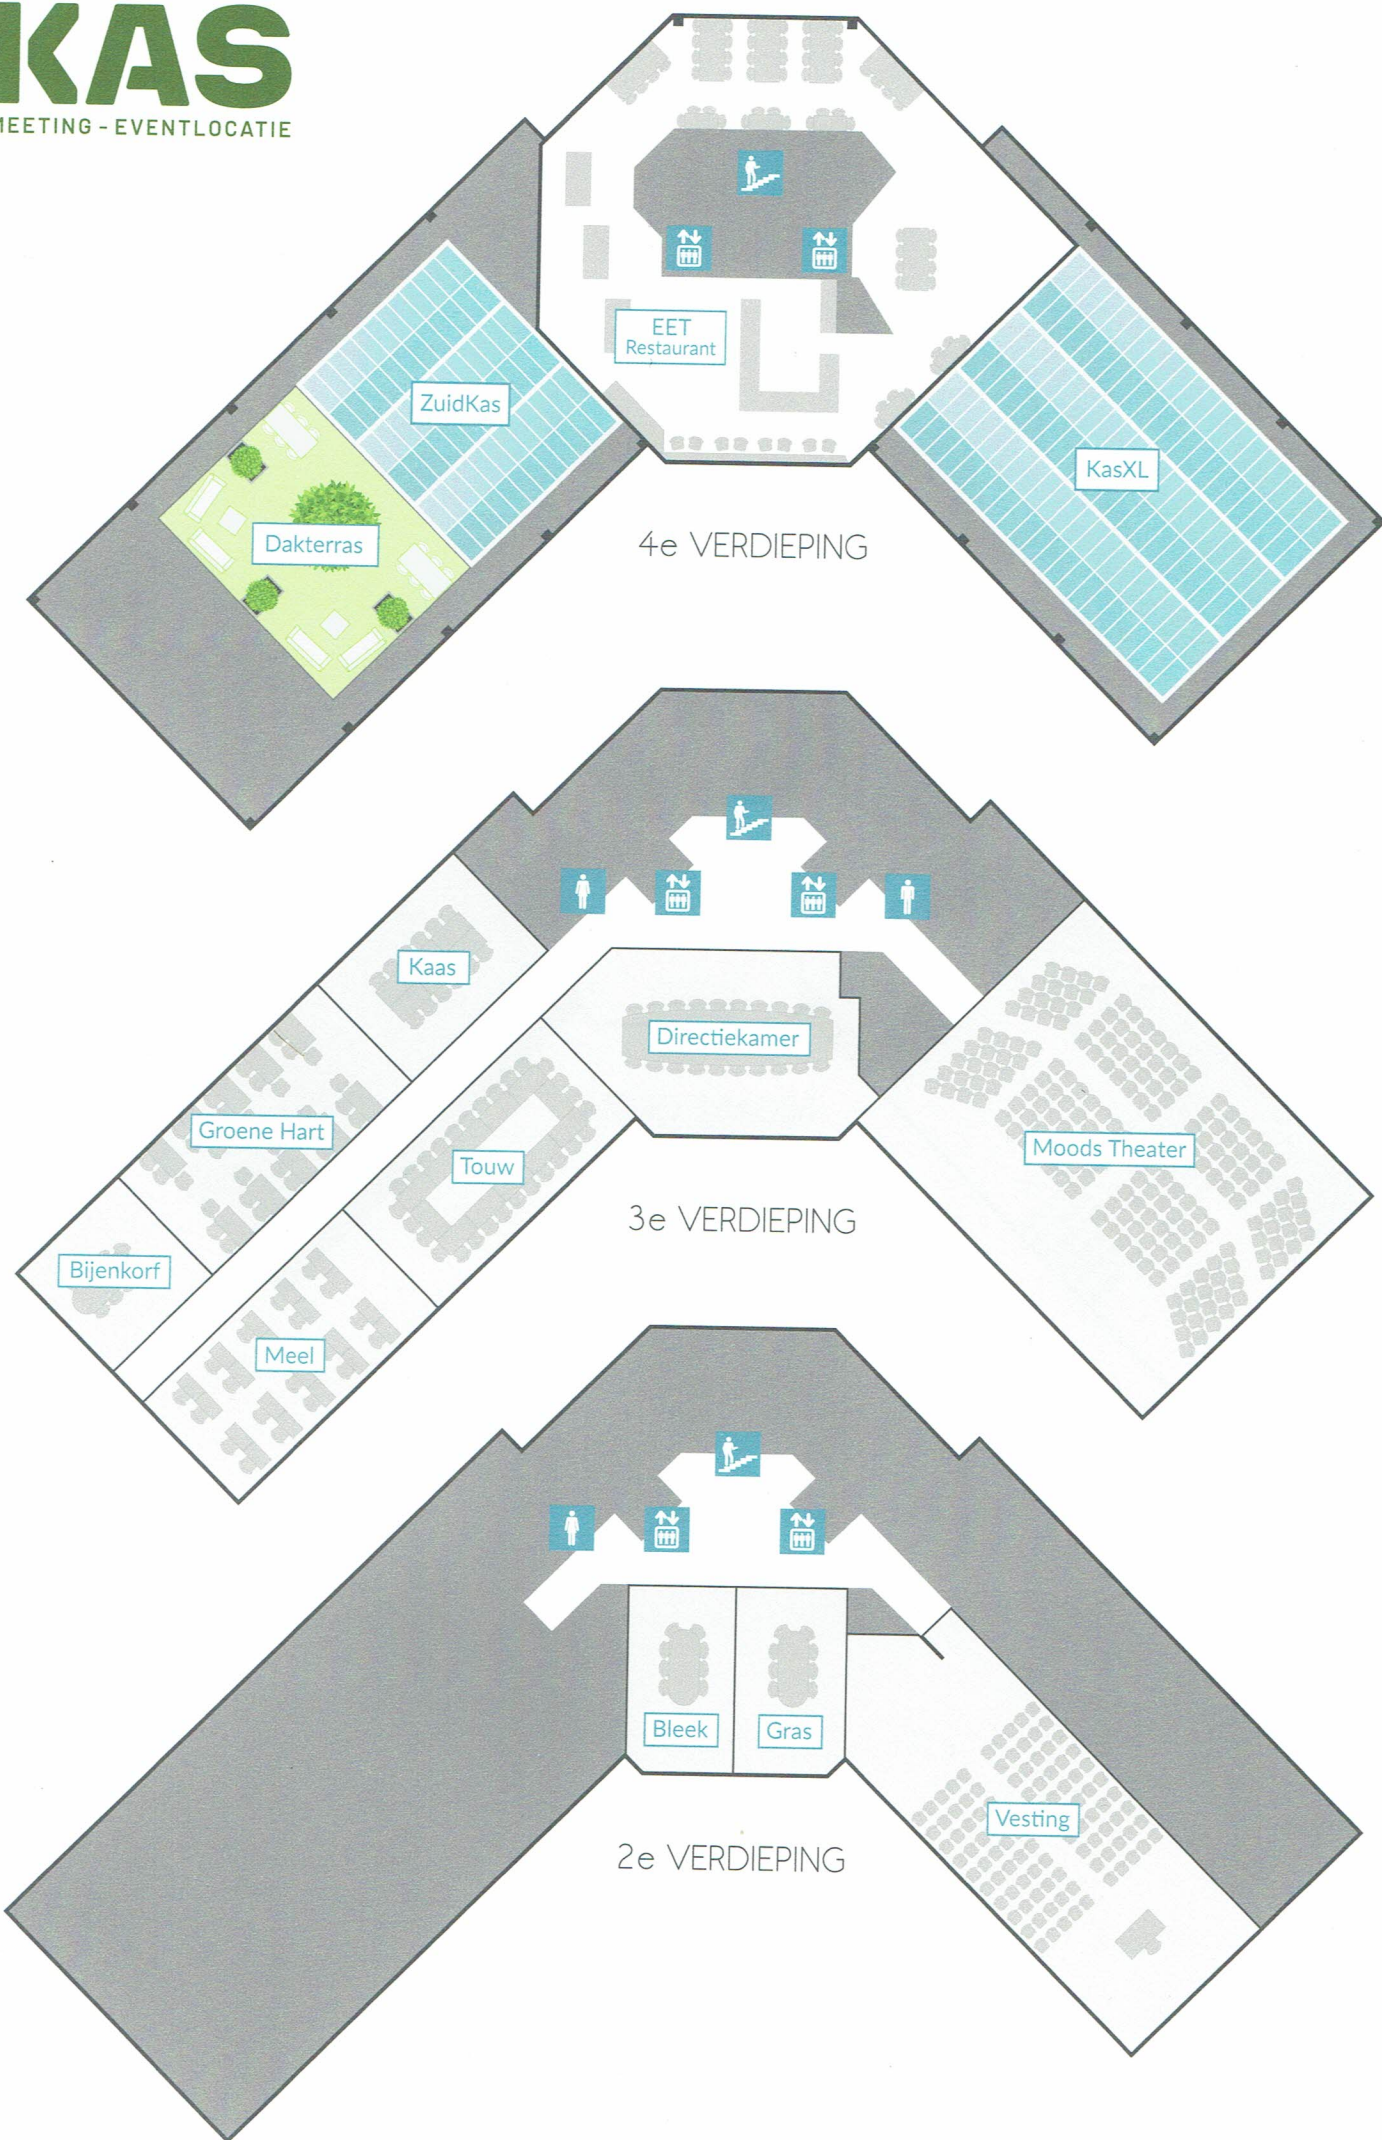 KAS
MEETING - EVENTLOCATIE
EET
Restaurant
ZuidKas
KasXL
Dakterras
4e VERDIEPING
Kaas
Directiekamer
Groene Hart
Touw
Moods Theater
3e VERDIEPING
Bijenkorf
Meel
Bleek
Gras
Vesting
2e VERDIEPING